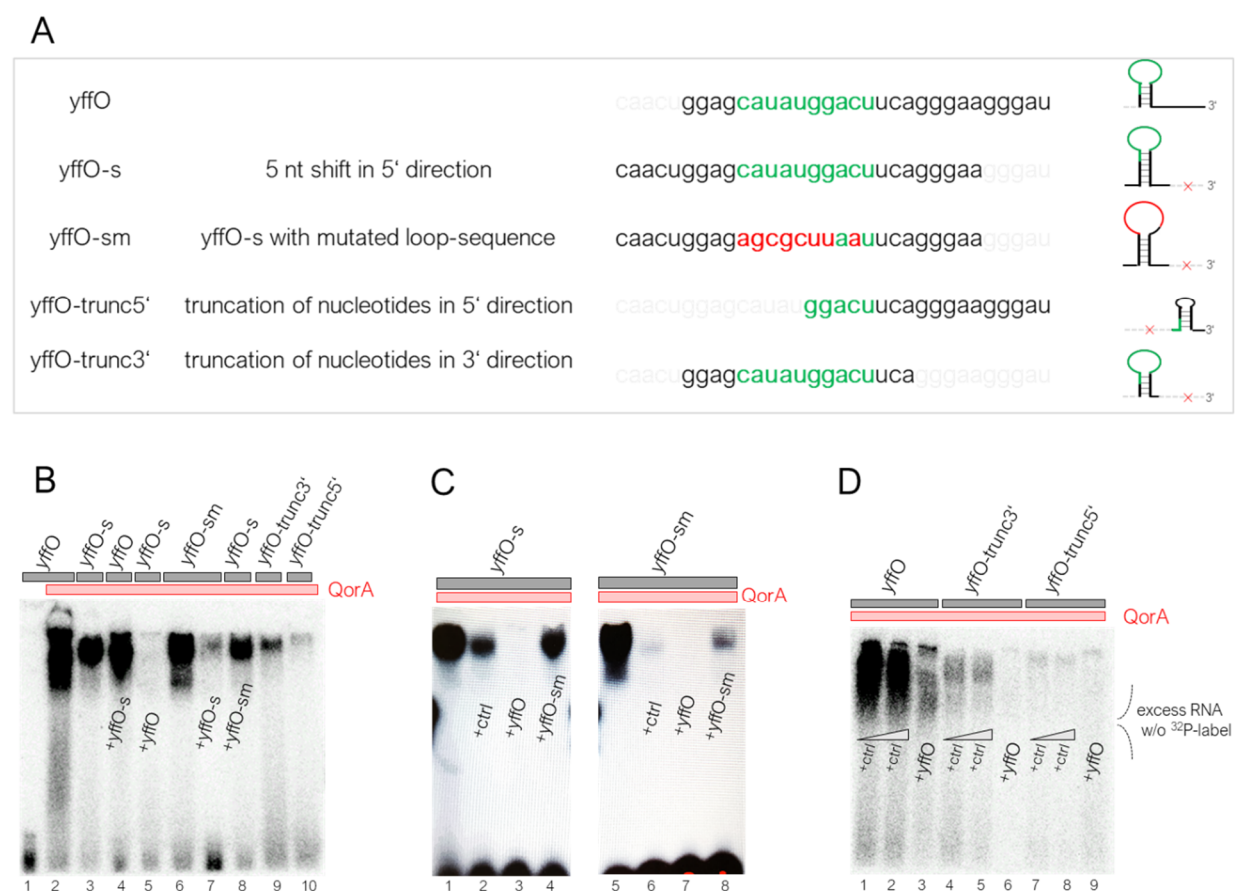 A
yffO caacuggagcauauggacuucagggaagggau 3'
yffO-s 5 nt shift in 5‘ direction caacuggagcauauggacuucagggaagggau 3'
yffO-sm yffO-s with mutated loop-sequence caacuggagagcgcuuaauucagggaagggau 3'
yffO-trunc5‘ truncation of nucleotides in 5‘ direction caacuggagcauauggacuucagggaagggau 3'
yffO-trunc3‘ truncation of nucleotides in 3‘ direction caacuggagcauauggacuucagggaagggau 3'
B
yffO yffO-s yffO yffO-s yffO-sm yffO-s yffO-trunc3‘ yffO-trunc5‘
QorA
+yffO-s +yffO +yffO-s +yffO-sm
1 2 3 4 5 6 7 8 9 10
C
yffO-s yffO-sm
QorA
+ctrl +yffO +yffO-sm +ctrl +yffO +yffO-sm
1 2 3 4 5 6 7 8
D
yffO yffO-trunc3‘ yffO-trunc5‘
QorA
excess RNA
w/o ³²P-label
+ctrl +ctrl +yffO +ctrl +ctrl +yffO +ctrl +ctrl +yffO
1 2 3 4 5 6 7 8 9